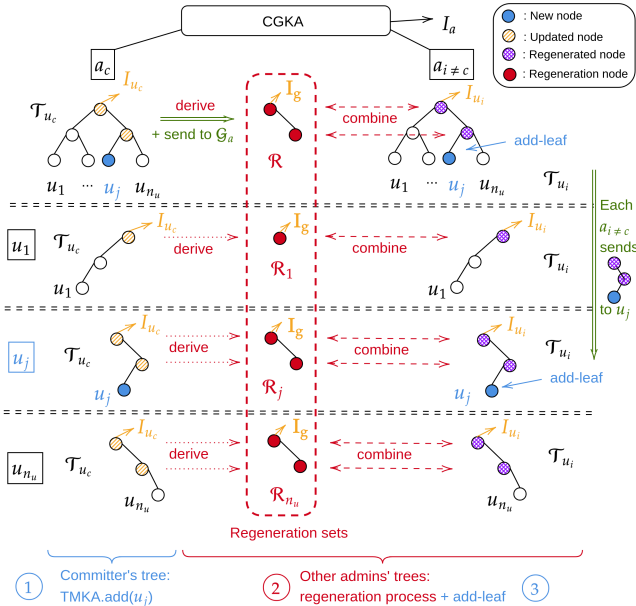 CGKA
I_a
: New node
: Updated node
: Regenerated node
: Regeneration node
a_c
a_{i≠c}
𝒯_{u_c}
I_{u_c}
derive
+ send to 𝒢_a
I_g
ℛ
combine
I_{u_i}
add-leaf
u_1 ... u_j u_{n_u}
u_1 ... u_j u_{n_u}
𝒯_{u_i}
Each
a_{i≠c}
sends
to u_j
u_1
𝒯_{u_c}
I_{u_c}
u_1
derive
I_g
ℛ_1
combine
I_{u_i}
u_1
𝒯_{u_i}
u_j
𝒯_{u_c}
I_{u_c}
u_j
derive
I_g
ℛ_j
combine
I_{u_i}
u_j
𝒯_{u_i}
add-leaf
u_{n_u}
𝒯_{u_c}
I_{u_c}
u_{n_u}
derive
I_g
ℛ_{n_u}
combine
I_{u_i}
u_{n_u}
𝒯_{u_i}
Regeneration sets
1
Committer's tree:
TMKA.add(u_j)
2
Other admins' trees:
regeneration process + add-leaf
3